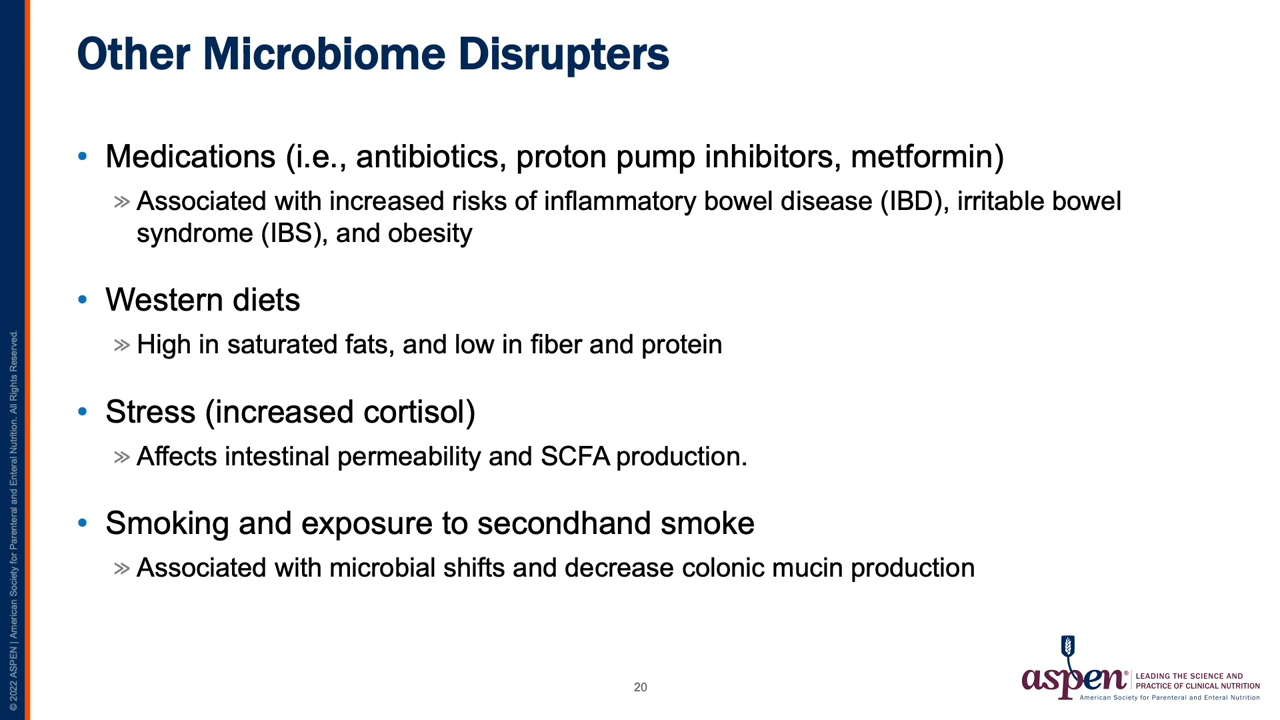 Other Microbiome Disrupters
• Medications (i.e., antibiotics, proton pump inhibitors, metformin)
» Associated with increased risks of inflammatory bowel disease (IBD), irritable bowel
syndrome (IBS), and obesity
• Western diets
» High in saturated fats, and low in fiber and protein
• Stress (increased cortisol)
» Affects intestinal permeability and SCFA production.
• Smoking and exposure to secondhand smoke
» Associated with microbial shifts and decrease colonic mucin production
© 2022 ASPEN | American Society for Parenteral and Enteral Nutrition. All Rights Reserved.
20
aspen®
LEADING THE SCIENCE AND
PRACTICE OF CLINICAL NUTRITION
American Society for Parenteral and Enteral Nutrition